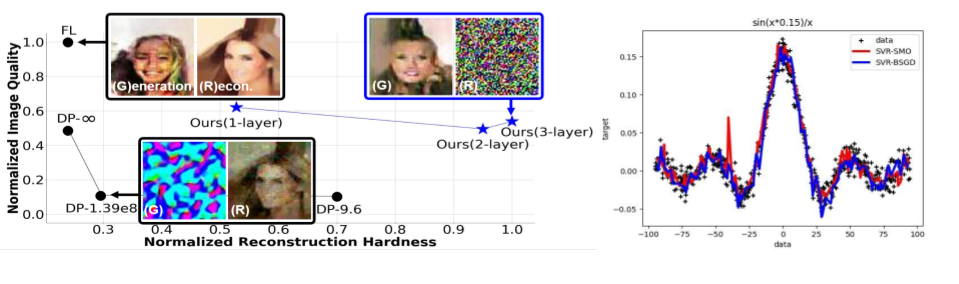 FL
(G)eneration (R)econ.
(G) (R)
Normalized Image Quality
1.0
0.8
0.6
0.4
0.2
0.0
DP-∞
Ours(1-layer)
Ours(3-layer)
Ours(2-layer)
(G) (R)
DP-1.39e8
DP-9.6
0.3 0.4 0.5 0.6 0.7 0.8 0.9 1.0
Normalized Reconstruction Hardness
sin(x*0.15)/x
data
SVR-SMO
SVR-BSGD
target
0.15
0.10
0.05
0.00
−0.05
−100 −75 −50 −25 0 25 50 75 100
data